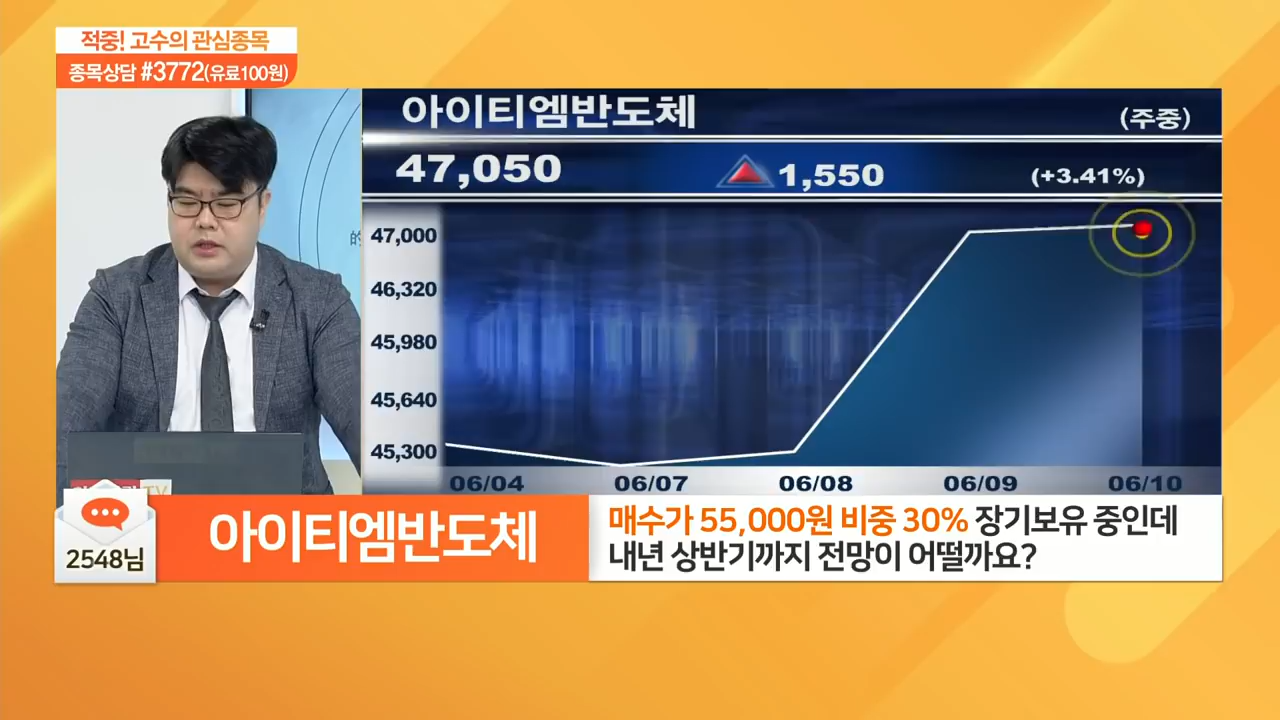 적중! 고수의 관심종목
종목상담 #3772(유료100원)
아이티엠반도체
(주중)
47,050
1,550
(+3.41%)
47,000
46,320
45,980
45,640
45,300
06/04
06/07
06/08
06/09
06/10
的
TV
2548님
아이티엠반도체
매수가 55,000원 비중 30% 장기보유 중인데
내년 상반기까지 전망이 어떨까요?